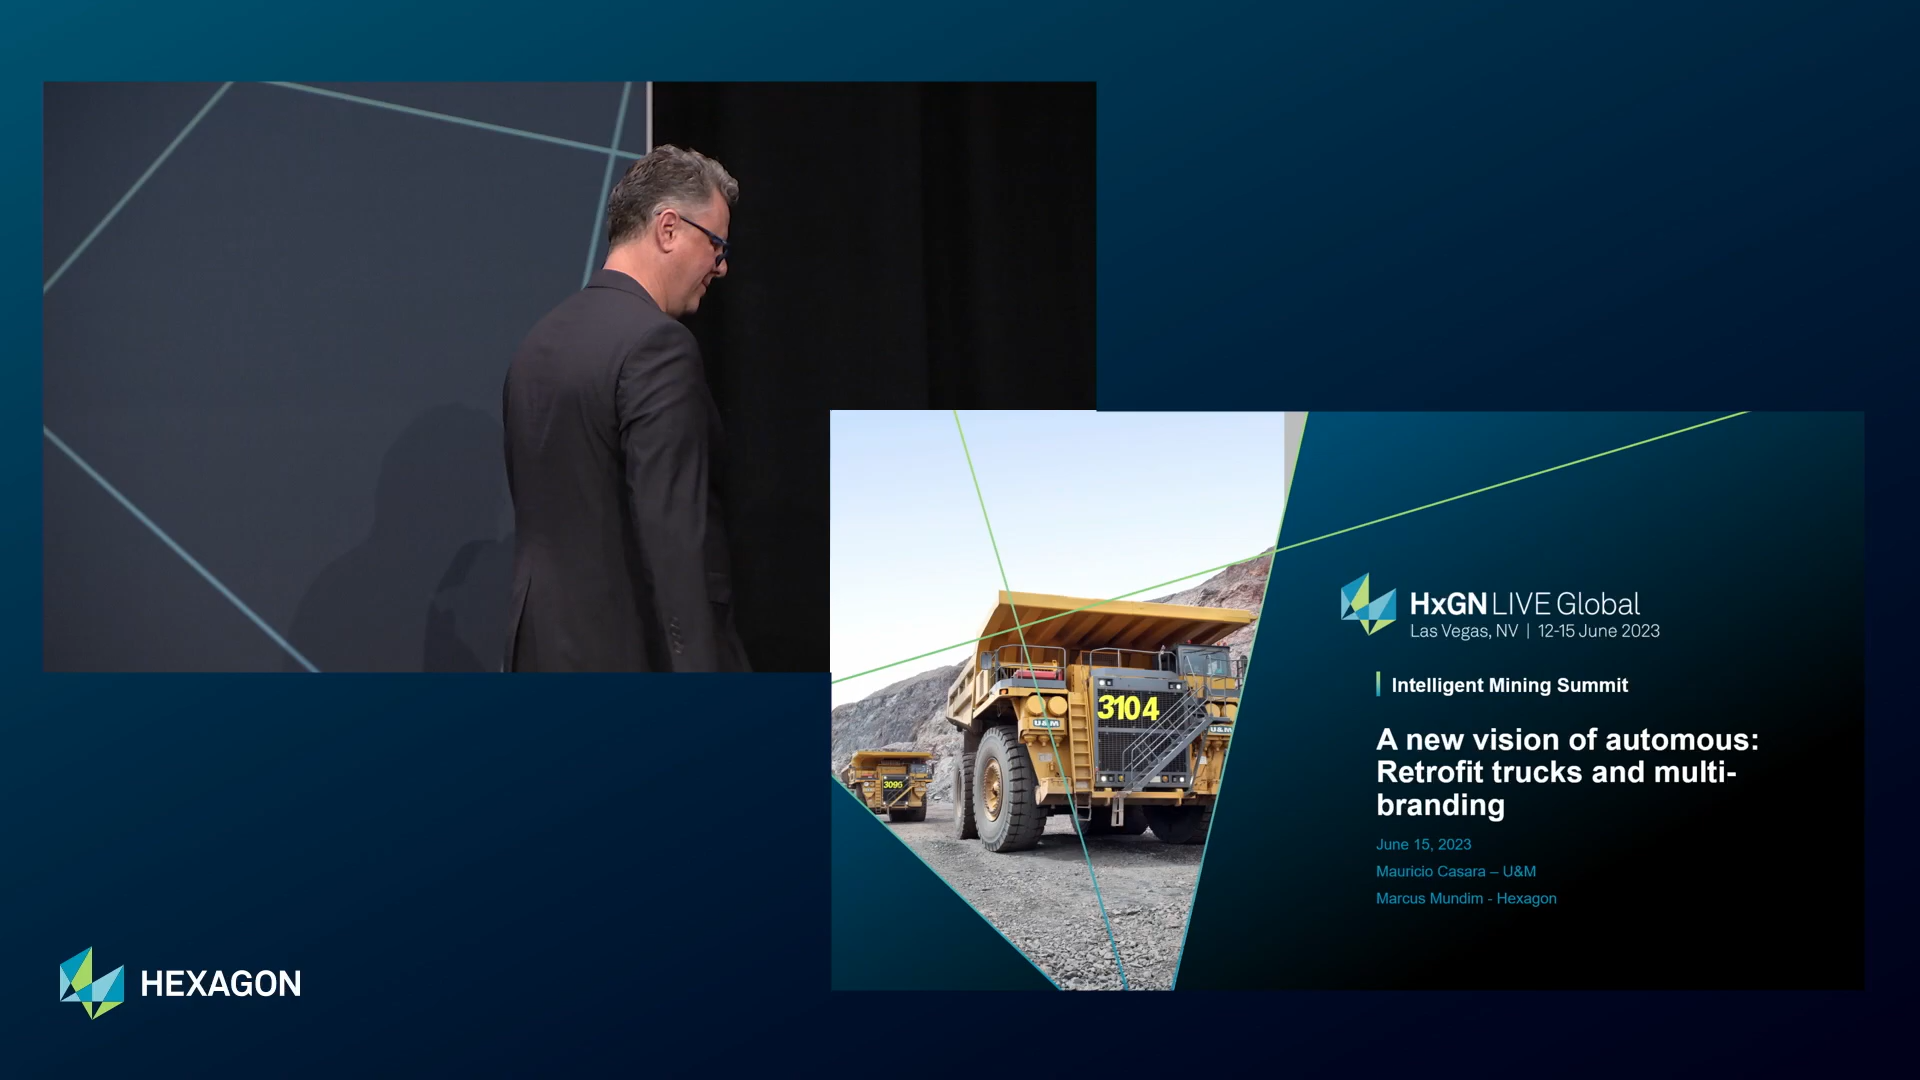 3104
U&M
U&M
3095
HxGN LIVE Global
Las Vegas, NV | 12-15 June 2023
Intelligent Mining Summit
A new vision of automous:
Retrofit trucks and multi-
branding
June 15, 2023
Mauricio Casara – U&M
Marcus Mundim - Hexagon
HEXAGON